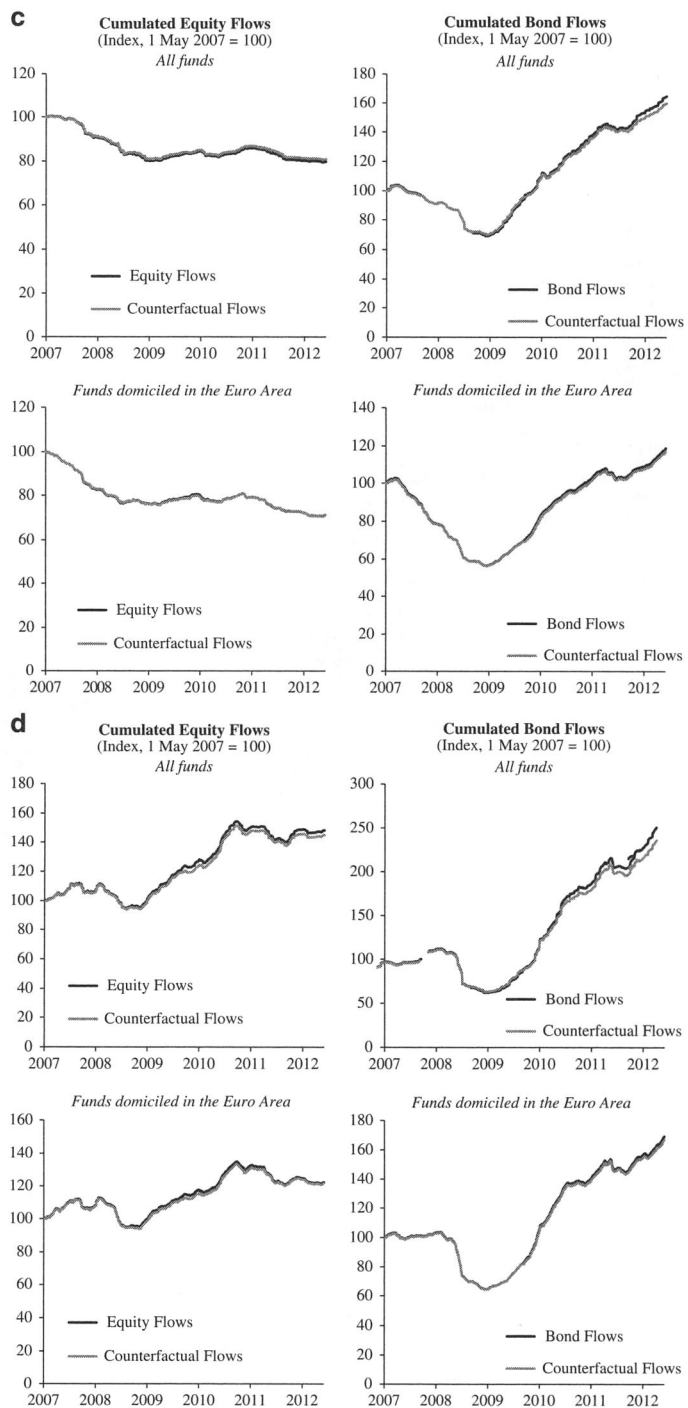 c
Cumulated Equity Flows
(Index, 1 May 2007 = 100)
All funds
120
100
80
60
40
20
0
Equity Flows
Counterfactual Flows
2007 2008 2009 2010 2011 2012
Cumulated Bond Flows
(Index, 1 May 2007 = 100)
All funds
180
160
140
120
100
80
60
40
20
0
Bond Flows
Counterfactual Flows
2007 2008 2009 2010 2011 2012
Funds domiciled in the Euro Area
120
100
80
60
40
20
0
Equity Flows
Counterfactual Flows
2007 2008 2009 2010 2011 2012
Funds domiciled in the Euro Area
140
120
100
80
60
40
20
0
Bond Flows
Counterfactual Flows
2007 2008 2009 2010 2011 2012
d
Cumulated Equity Flows
(Index, 1 May 2007 = 100)
All funds
180
160
140
120
100
80
60
40
20
0
Equity Flows
Counterfactual Flows
2007 2008 2009 2010 2011 2012
Cumulated Bond Flows
(Index, 1 May 2007 = 100)
All funds
300
250
200
150
100
50
0
Bond Flows
Counterfactual Flows
2007 2008 2009 2010 2011 2012
Funds domiciled in the Euro Area
160
140
120
100
80
60
40
20
0
Equity Flows
Counterfactual Flows
2007 2008 2009 2010 2011 2012
Funds domiciled in the Euro Area
180
160
140
120
100
80
60
40
20
0
Bond Flows
Counterfactual Flows
2007 2008 2009 2010 2011 2012